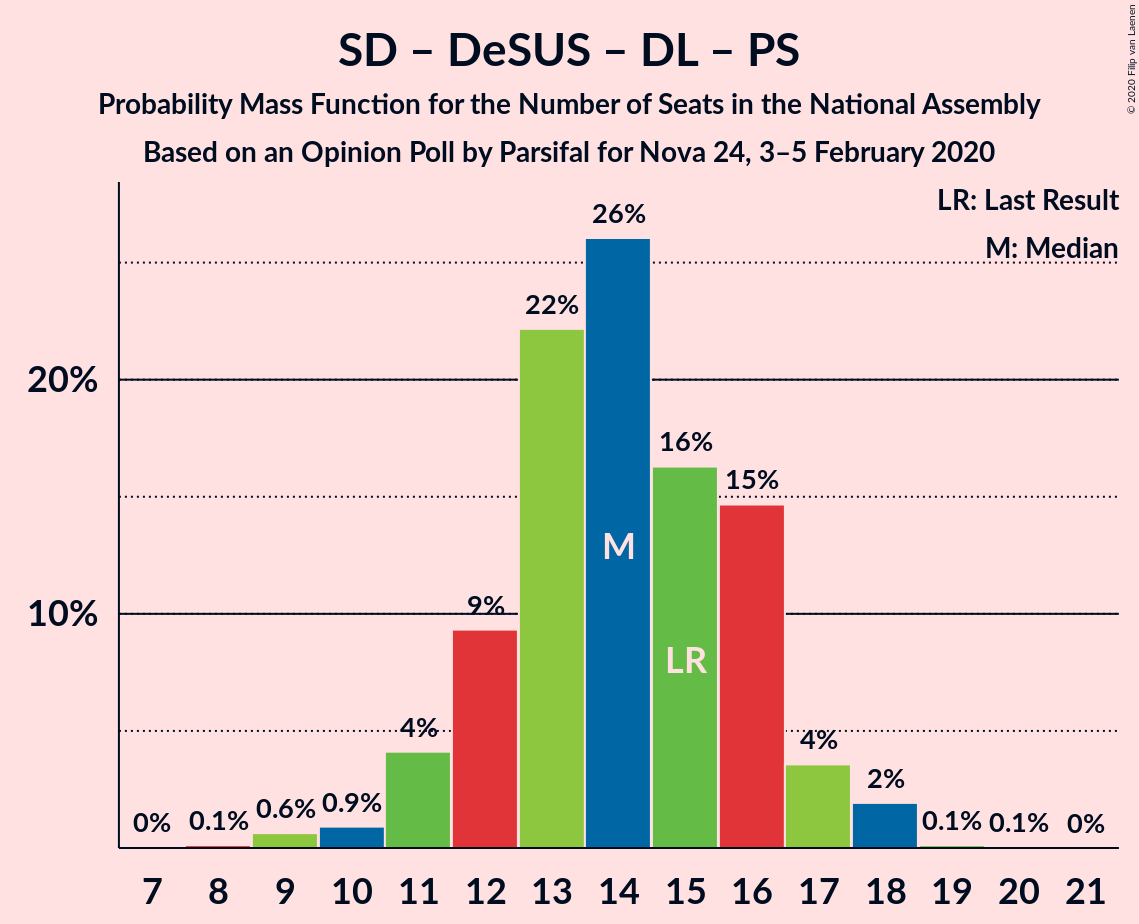 SD – DeSUS – DL – PS
Probability Mass Function for the Number of Seats in the National Assembly
Based on an Opinion Poll by Parsifal for Nova 24, 3–5 February 2020
© 2020 Filip van Laenen
LR: Last Result
M: Median
20%
10%
0%
0.1%
0.6%
0.9%
4%
9%
22%
26%
16%
15%
4%
2%
0.1%
0.1%
0%
M
LR
7 8 9 10 11 12 13 14 15 16 17 18 19 20 21